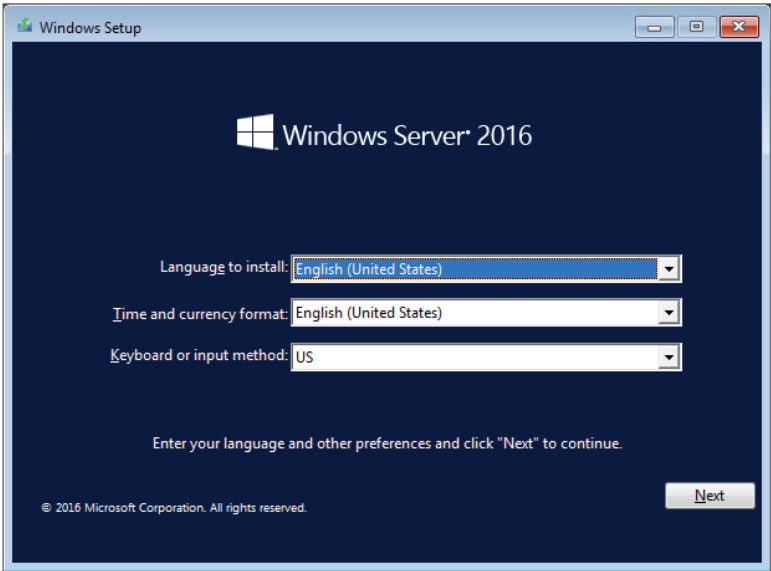 Windows Setup
Windows Server® 2016
Language to install: English (United States)
Time and currency format: English (United States)
Keyboard or input method: US
Enter your language and other preferences and click "Next" to continue.
Next
© 2016 Microsoft Corporation. All rights reserved.